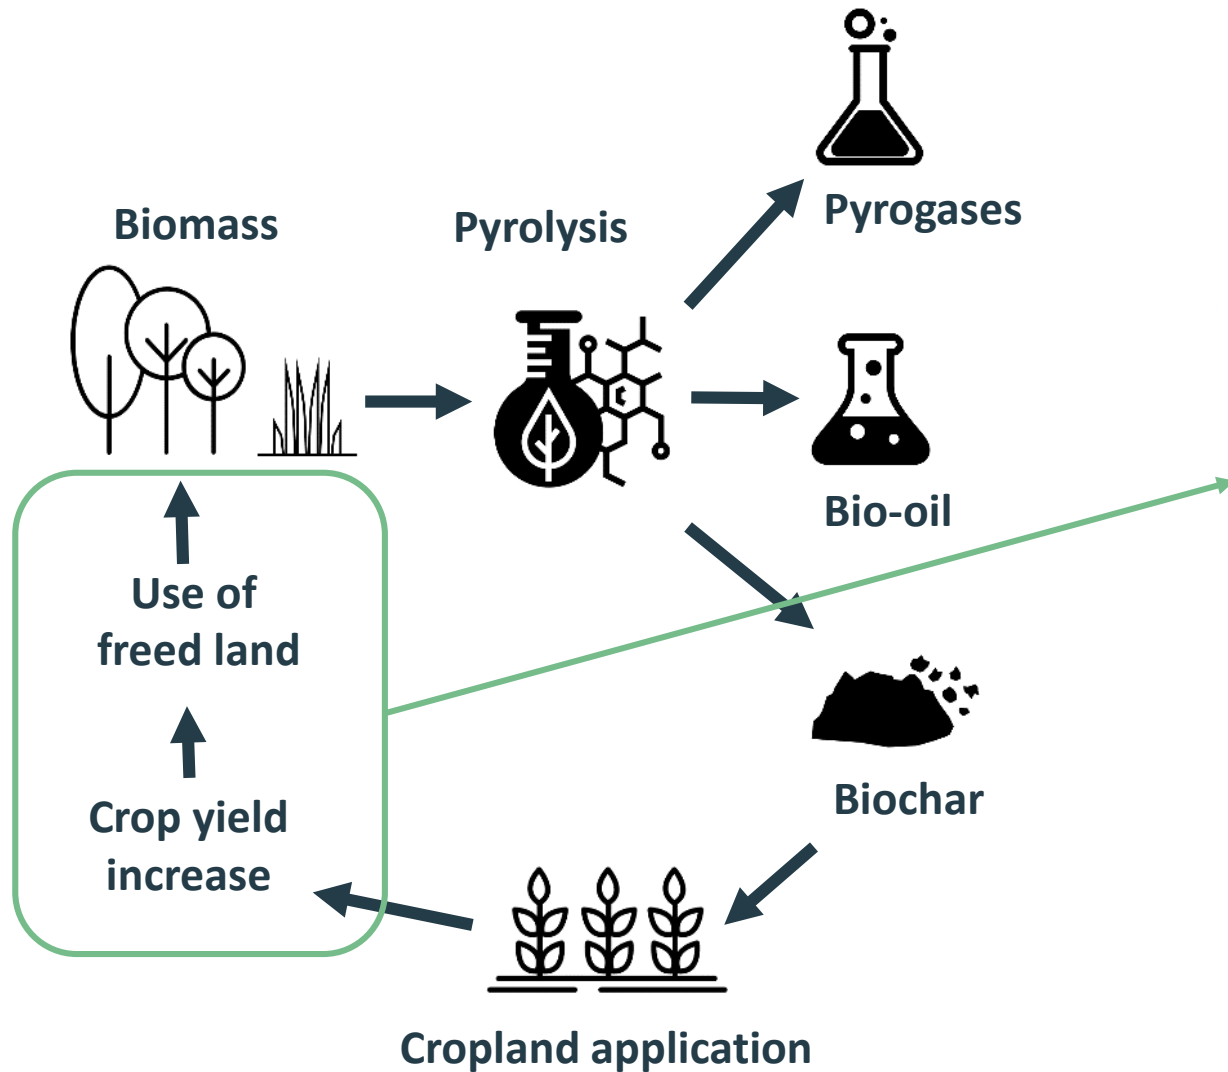 Biomass
Pyrolysis
Pyrogases
Bio-oil
Use of
freed land
Biochar
Crop yield
increase
Cropland application